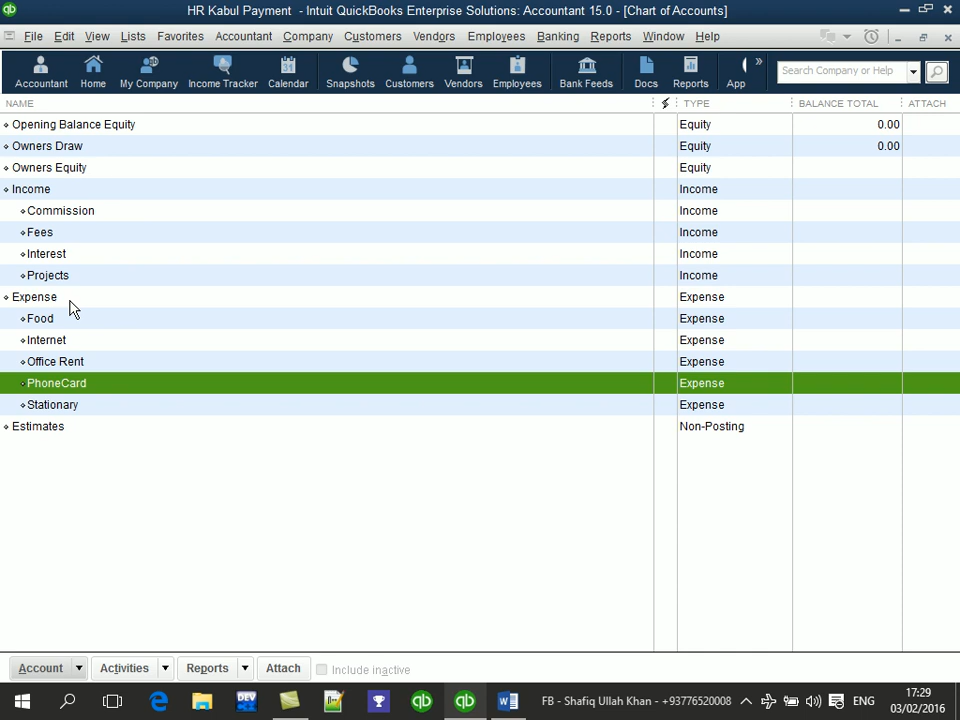 HR Kabul Payment - Intuit QuickBooks Enterprise Solutions: Accountant 15.0 - [Chart of Accounts]
File Edit View Lists Favorites Accountant Company Customers Vendors Employees Banking Reports Window Help
Accountant Home My Company Income Tracker Calendar Snapshots Customers Vendors Employees Bank Feeds Docs Reports App » Search Company or Help
NAME TYPE BALANCE TOTAL ATTACH
Opening Balance Equity Equity 0.00
Owners Draw Equity 0.00
Owners Equity Equity
Income Income
Commission Income
Fees Income
Interest Income
Projects Income
Expense Expense
Food Expense
Internet Expense
Office Rent Expense
PhoneCard Expense
Stationary Expense
Estimates Non-Posting
Account Activities Reports Attach Include inactive
FB - Shafiq Ullah Khan - +93776520008 ENG 17:29
03/02/2016